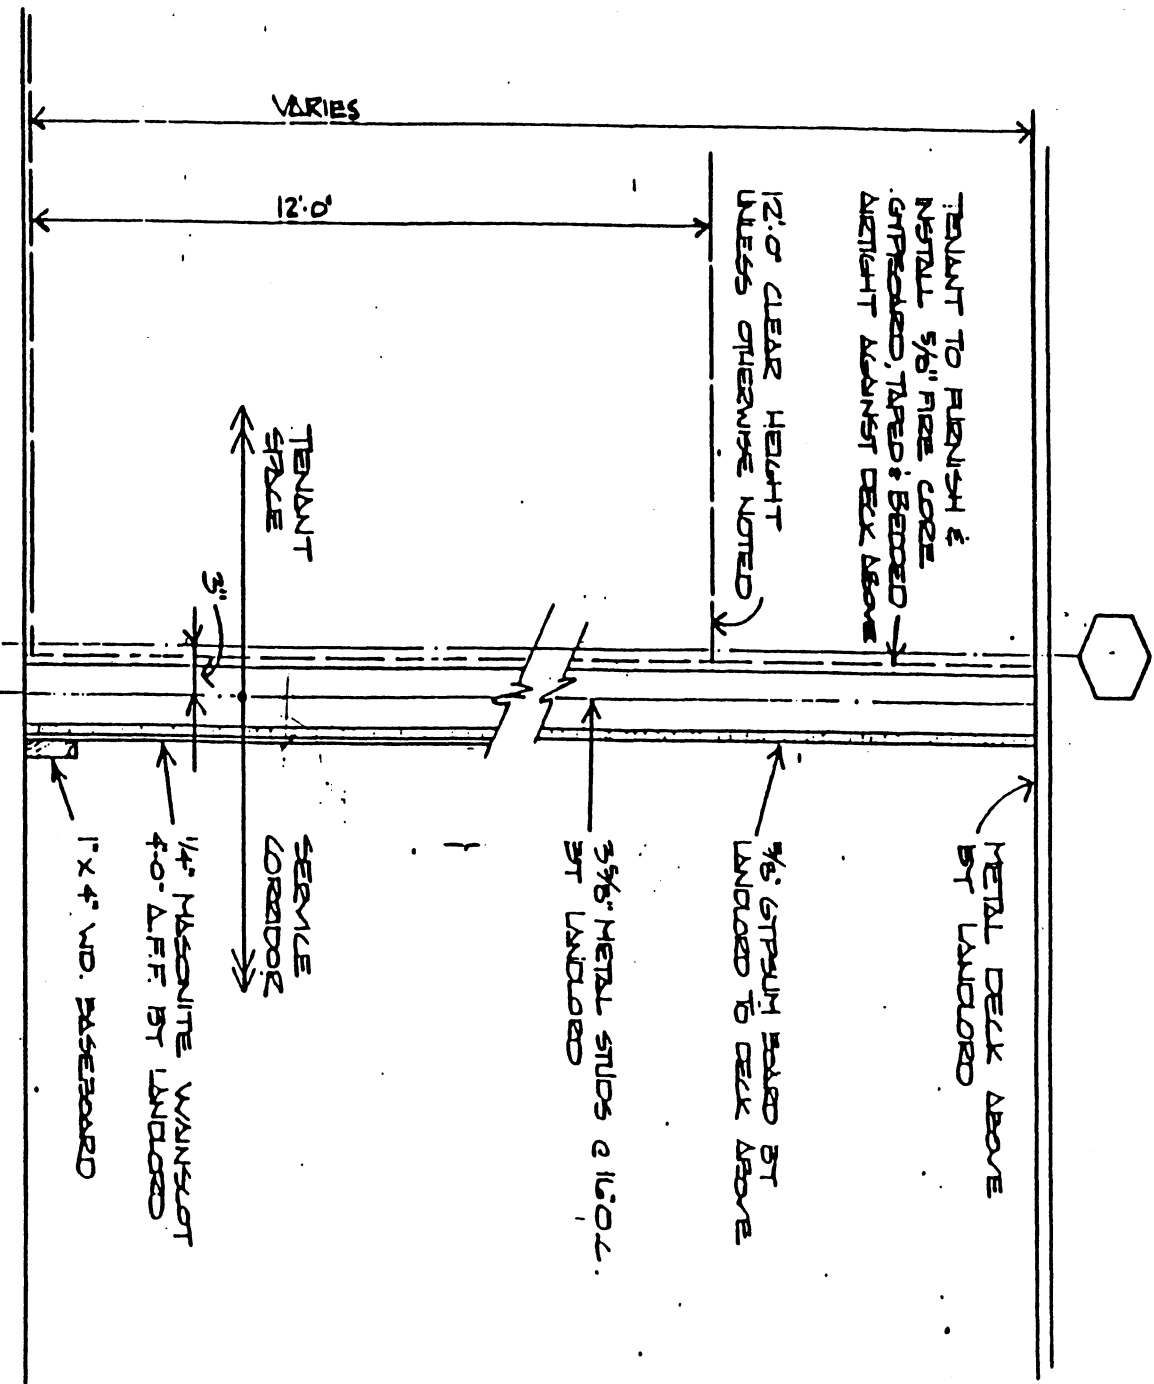 TENANT TO FURNISH &
INSTALL 5/8" FIRE CORE
GYPBOARD, TAPED & BEDDED
AIRTIGHT AGAINST DECK ABOVE
12'-0" CLEAR HEIGHT
UNLESS OTHERWISE NOTED
VARIES
12'-0"
TENANT
SPACE
3"
METAL DECK ABOVE
BY LANDLORD
5/8" GYPSUM BOARD BY
LANDLORD TO DECK ABOVE
3 5/8" METAL STUDS @ 16" O.C.
BY LANDLORD
SERVICE
CORRIDOR
1/4" MASONITE WAINSCOT
4'-0" A.F.F. BY LANDLORD
1" X 4" WD. BASEBOARD